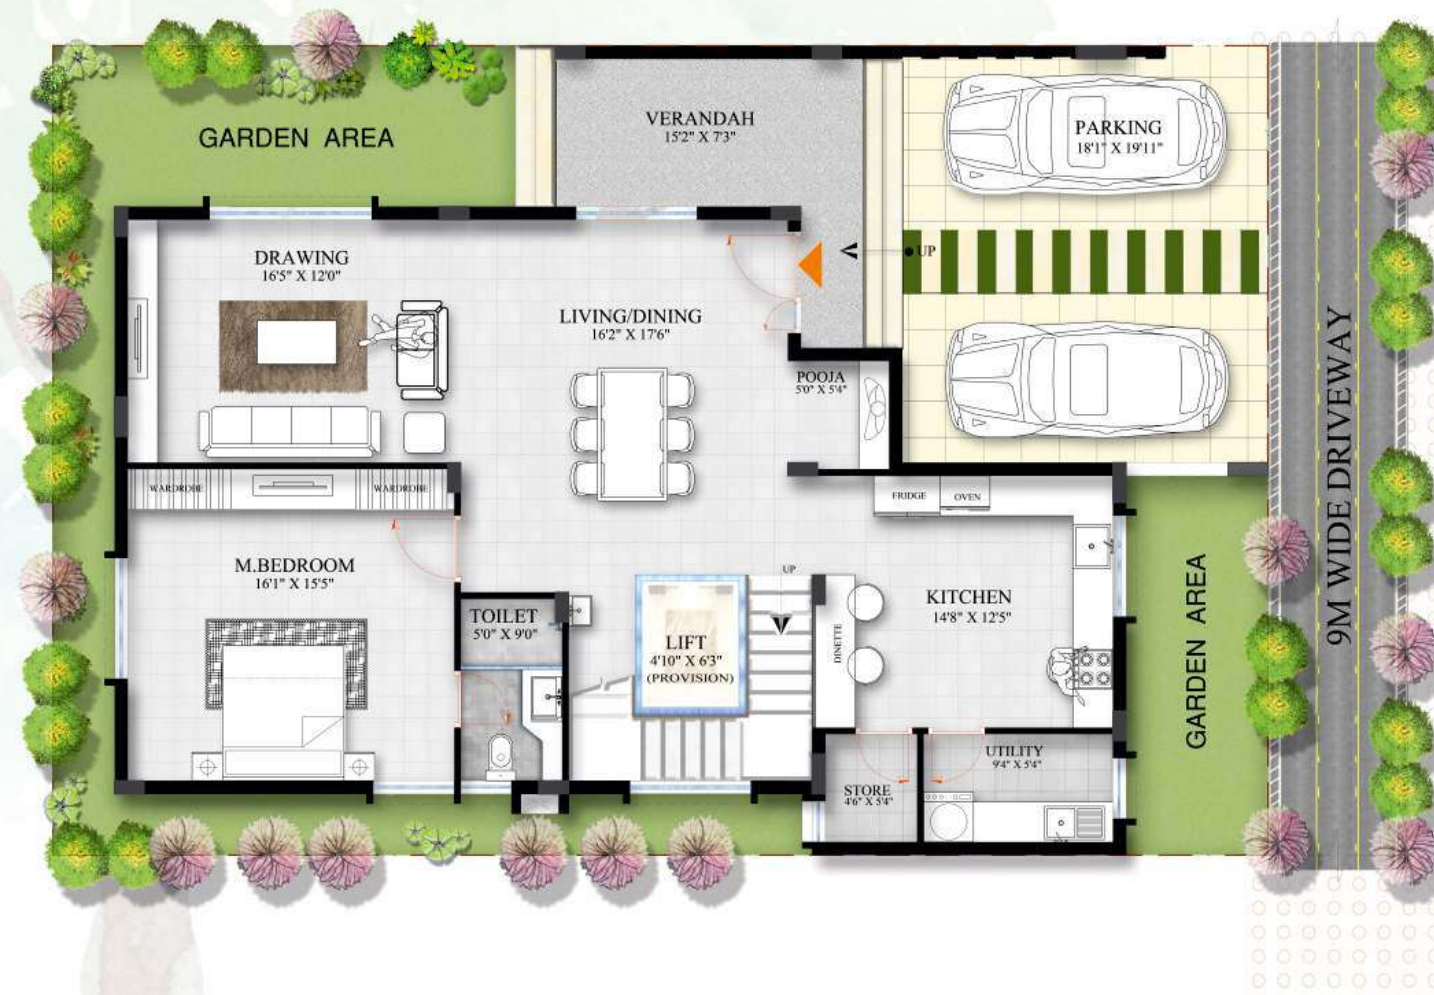 GARDEN AREA
VERANDAH
15'2" X 7'3"
PARKING
18'1" X 19'11"
UP
DRAWING
16'5" X 12'0"
LIVING/DINING
16'2" X 17'6"
POOJA
5'0" X 5'4"
9M WIDE DRIVEWAY
WARDROBE
WARDROBE
FRIDGE
OVEN
M.BEDROOM
16'1" X 15'5"
UP
TOILET
5'0" X 9'0"
LIFT
4'10" X 6'3"
(PROVISION)
DINETTE
KITCHEN
14'8" X 12'5"
GARDEN AREA
STORE
4'6" X 5'4"
UTILITY
9'4" X 5'4"